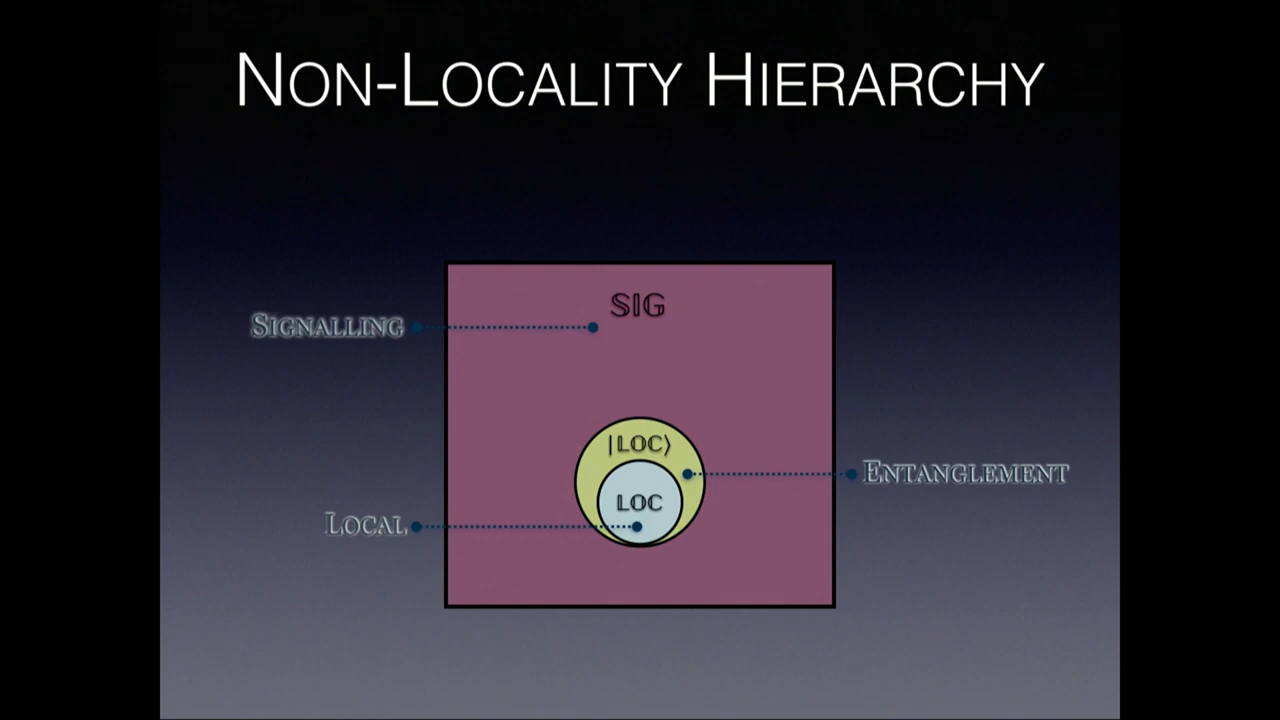 NON-LOCALITY HIERARCHY
SIG
SIGNALLING
|LOC⟩
ENTANGLEMENT
LOC
LOCAL